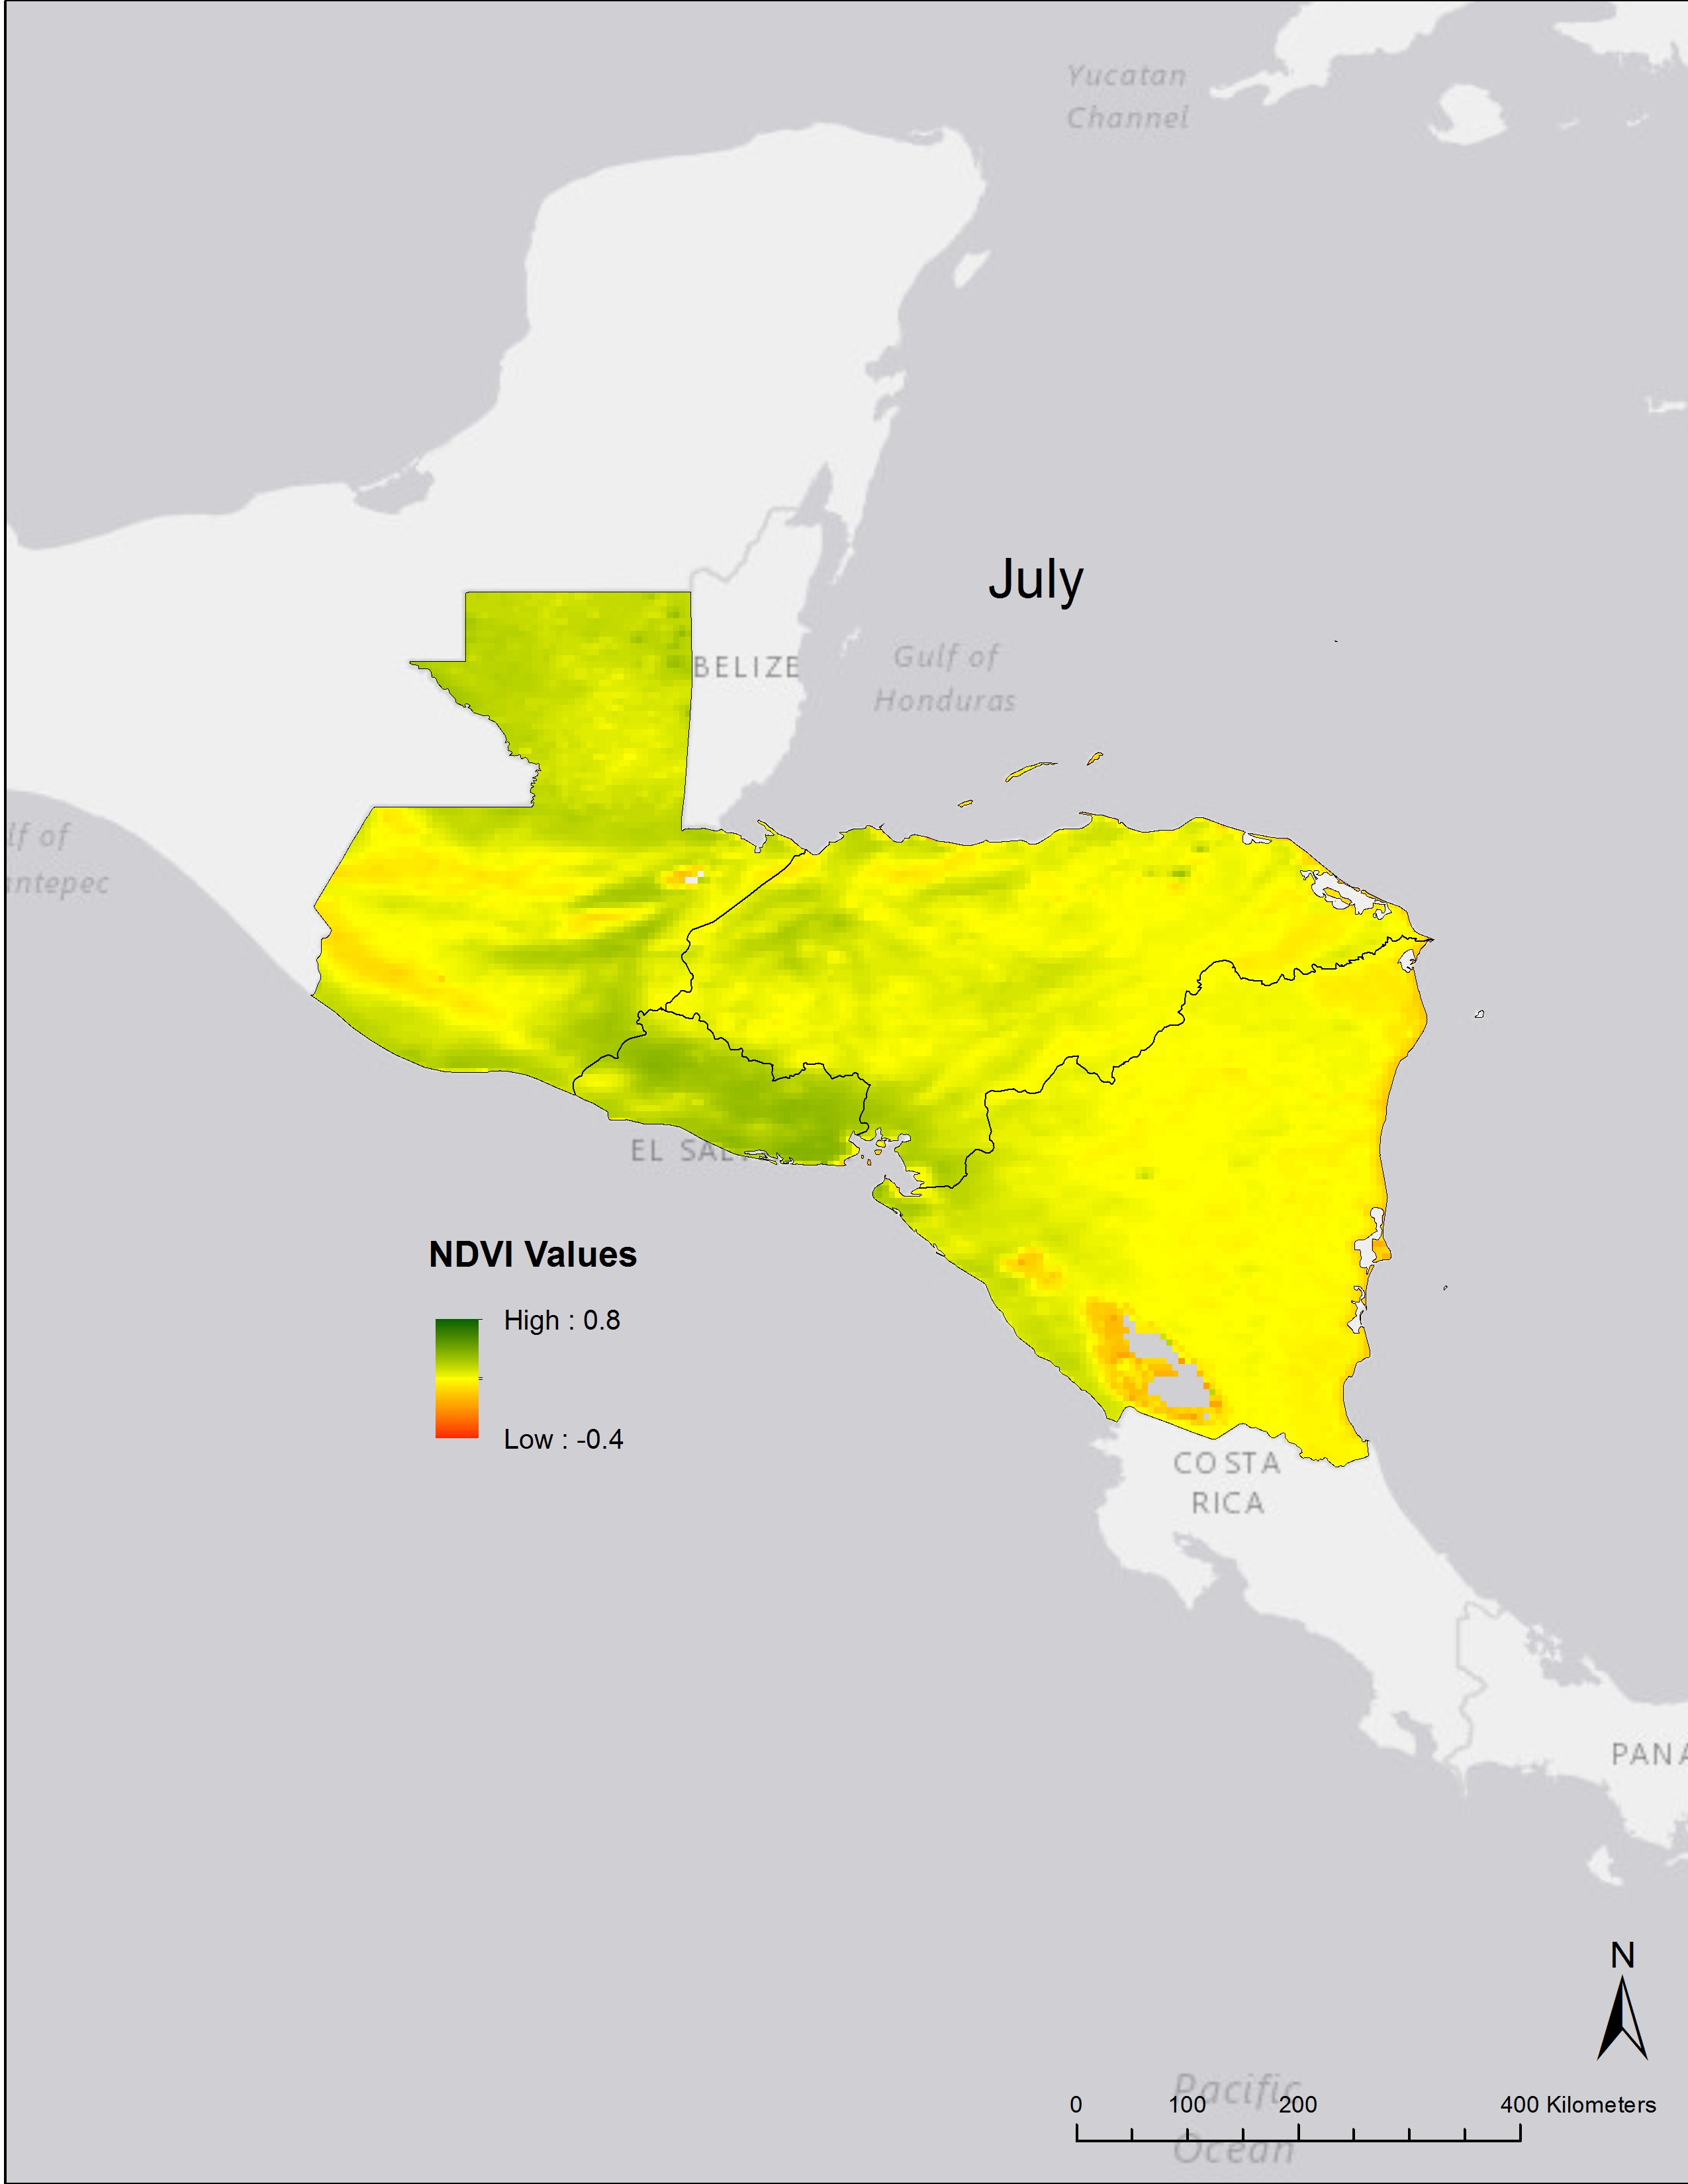 Yucatan
Channel
July
BELIZE
Gulf of
Honduras
lf of
antepec
EL SAL
NDVI Values
High : 0.8
Low : -0.4
COSTA
RICA
PANA
N
Pacific
Ocean
0 100 200 400 Kilometers